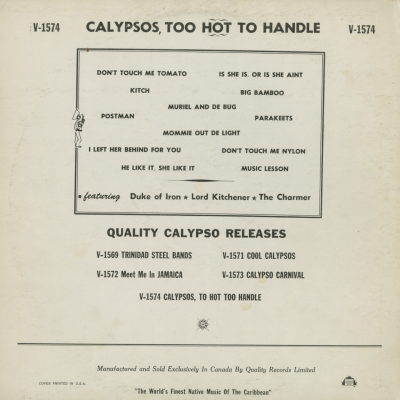 V-1574 CALYPSOS, TOO HOT TO HANDLE V-1574
DON'T TOUCH ME TOMATO IS SHE IS, OR IS SHE AINT
KITCH BIG BAMBOO
MURIEL AND DE BUG
POSTMAN PARAKEETS
MOMMIE OUT DE LIGHT
I LEFT HER BEHIND FOR YOU DON'T TOUCH ME NYLON
HE LIKE IT, SHE LIKE IT MUSIC LESSON
featuring Duke of Iron ★ Lord Kitchener ★ The Charmer
QUALITY CALYPSO RELEASES
V-1569 TRINIDAD STEEL BANDS V-1571 COOL CALYPSOS
V-1572 Meet Me In JAMAICA V-1573 CALYPSO CARNIVAL
V-1574 CALYPSOS, TO HOT TOO HANDLE
Manufactured and Sold Exclusively In Canada By Quality Records Limited
COVER PRINTED IN U.S.A.
"The World's Finest Native Music Of The Caribbean"